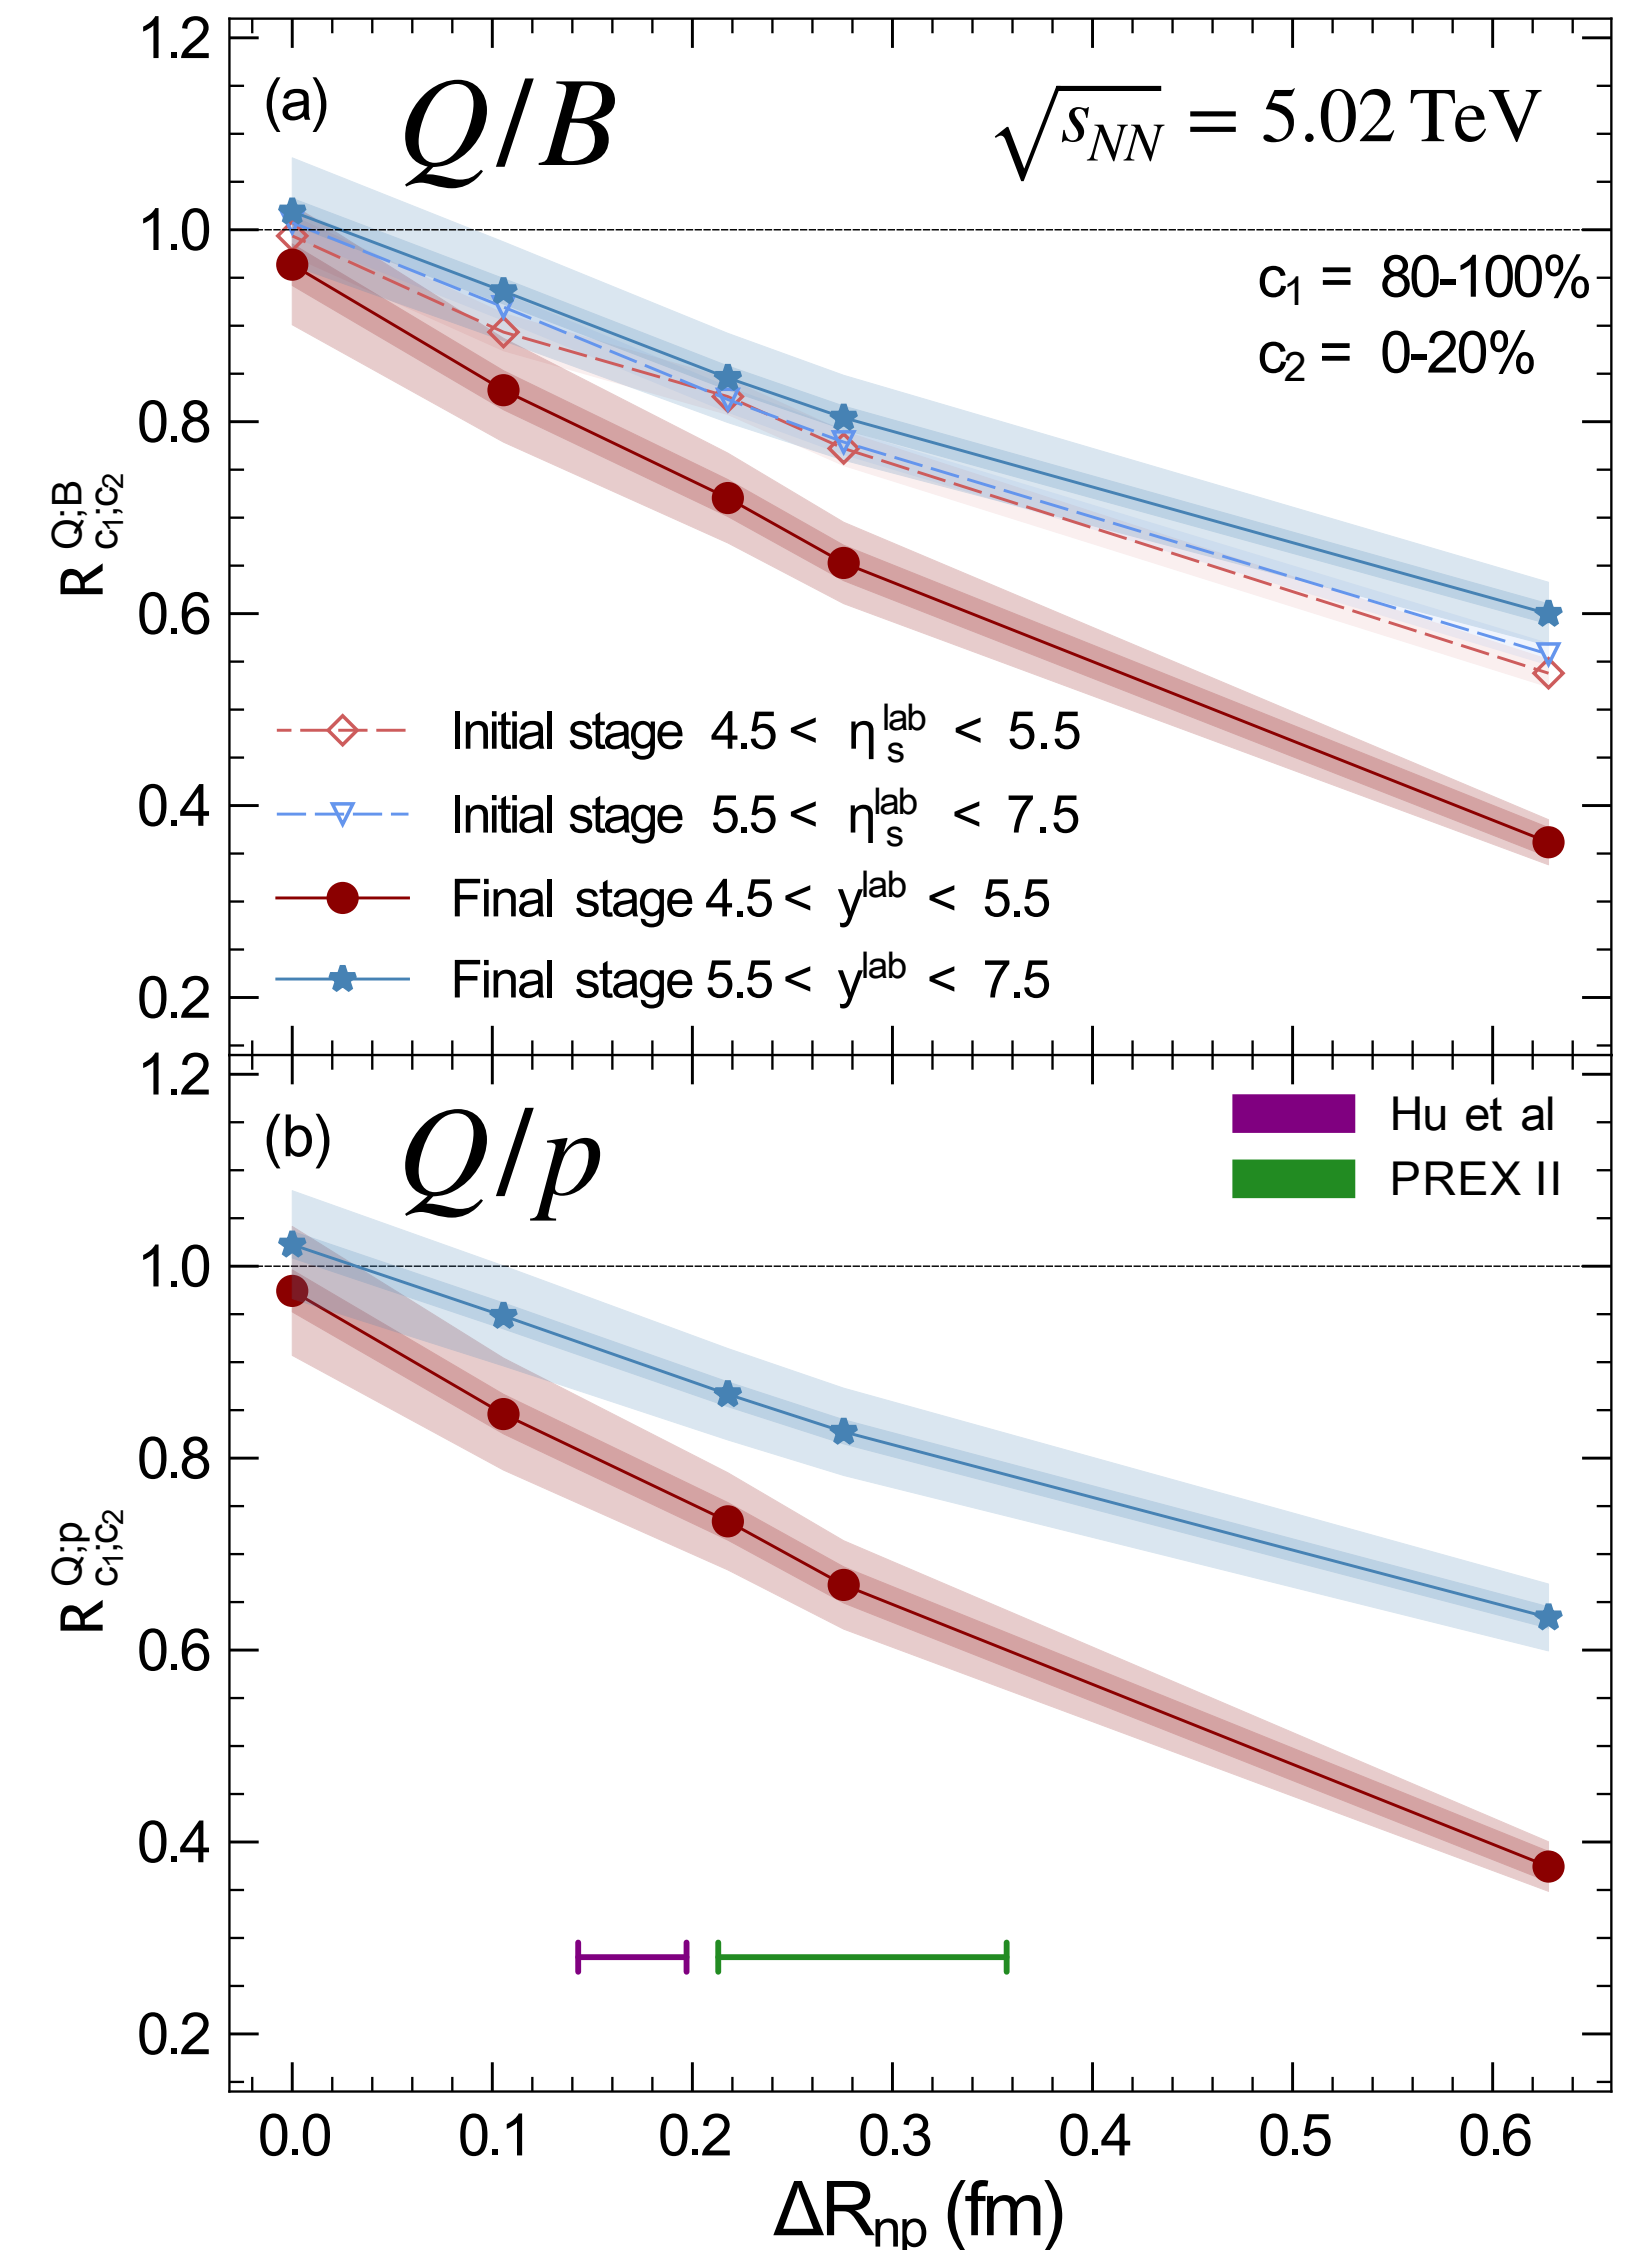 1.2
(a) Q/B √s_NN = 5.02 TeV
1.0
c₁ = 80-100%
c₂ = 0-20%
0.8
R^{Q;B}_{c₁;c₂}
0.6
Initial stage 4.5 < η_s^lab < 5.5
0.4
Initial stage 5.5 < η_s^lab < 7.5
Final stage 4.5 < y^lab < 5.5
Final stage 5.5 < y^lab < 7.5
0.2
1.2
(b) Q/p
Hu et al
PREX II
1.0
0.8
R^{Q;p}_{c₁;c₂}
0.6
0.4
0.2
0.0 0.1 0.2 0.3 0.4 0.5 0.6
ΔR_np (fm)